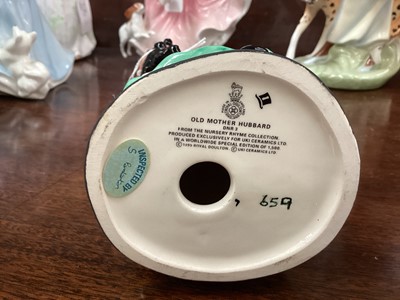 OLD MOTHER HUBBARD
DNR 3
FROM THE NURSERY RHYME COLLECTION
PRODUCED EXCLUSIVELY FOR UKI CERAMICS LTD.
IN A WORLDWIDE SPECIAL EDITION OF 1,500
© 1984 ROYAL DOULTON © UKI CERAMICS LTD
INSPECTED BY
659